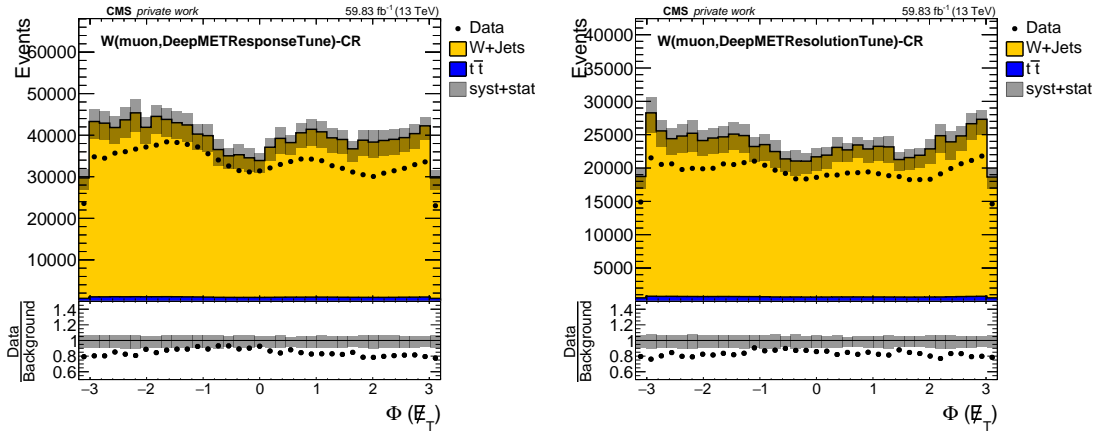 CMS private work 59.83 fb⁻¹ (13 TeV)
W(muon,DeepMETResponseTune)-CR
Events
60000
50000
40000
30000
20000
10000
Data
W+Jets
tt̅
syst+stat
Data
Background
1.4
1.2
1
0.8
0.6
−3 −2 −1 0 1 2 3
Φ (E̸_T)
CMS private work 59.83 fb⁻¹ (13 TeV)
W(muon,DeepMETResolutionTune)-CR
Events
40000
35000
30000
25000
20000
15000
10000
5000
Data
W+Jets
tt̅
syst+stat
Data
Background
1.4
1.2
1
0.8
0.6
−3 −2 −1 0 1 2 3
Φ (E̸_T)